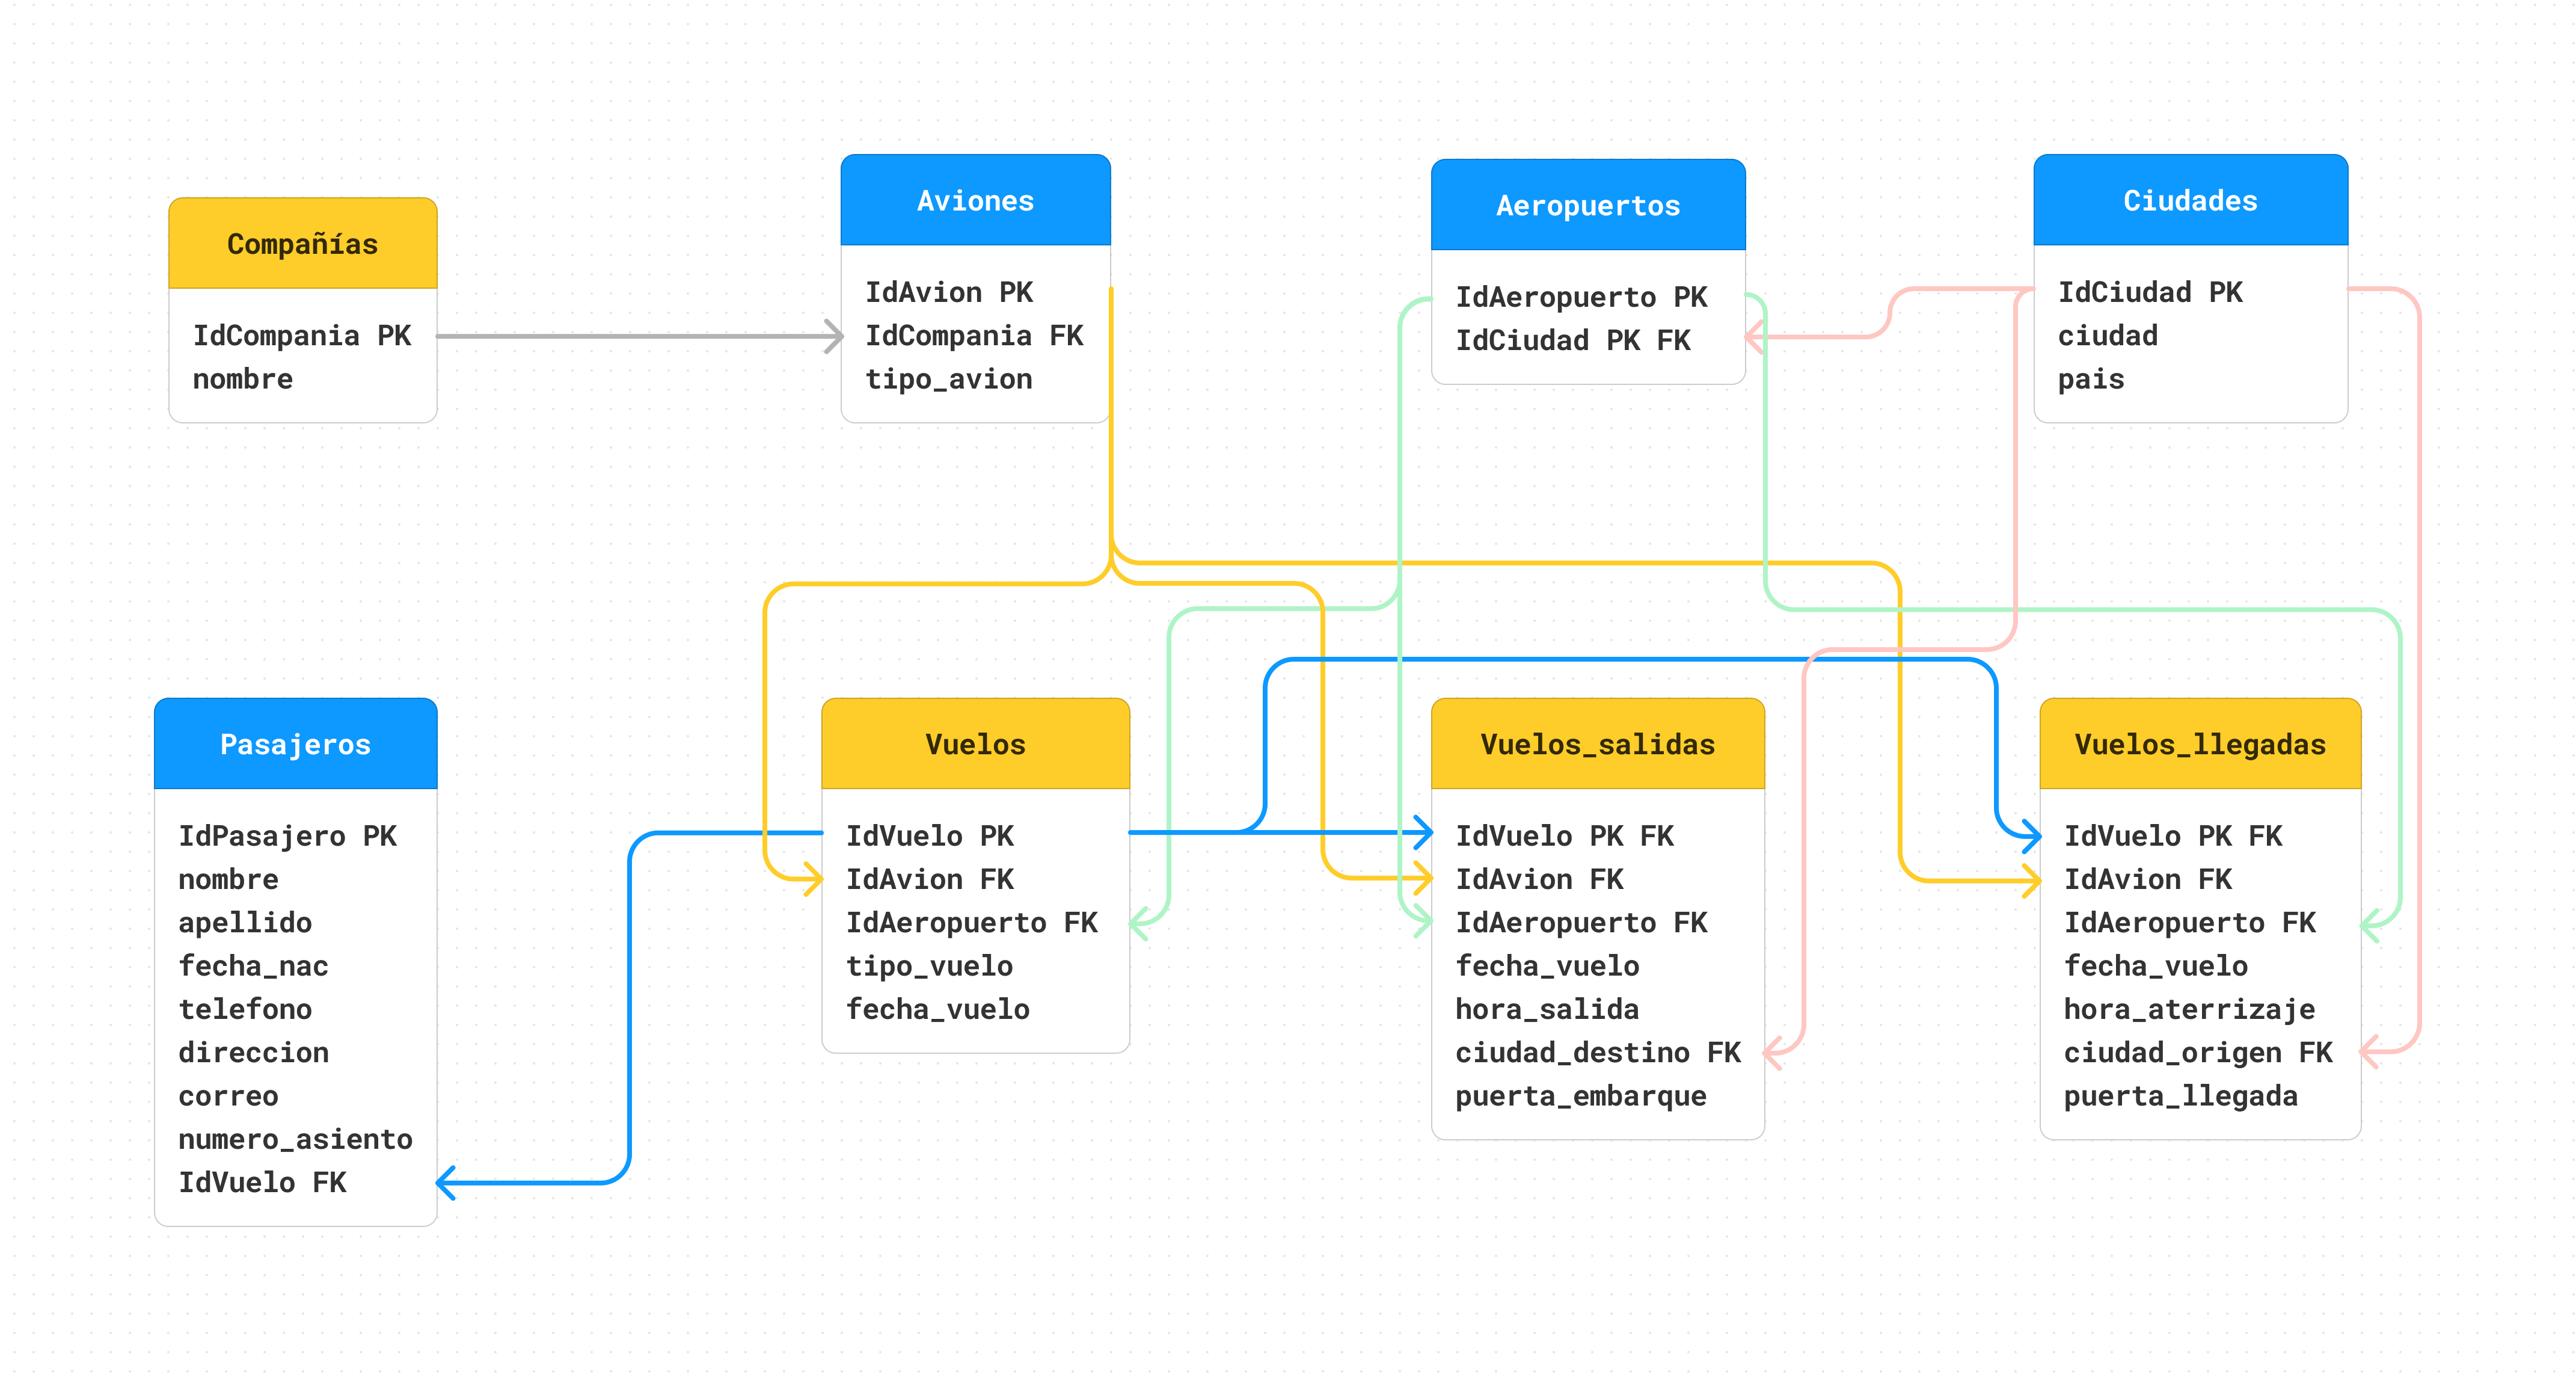 Compañías
IdCompania PK
nombre
Aviones
IdAvion PK
IdCompania FK
tipo_avion
Aeropuertos
IdAeropuerto PK
IdCiudad PK FK
Ciudades
IdCiudad PK
ciudad
pais
Pasajeros
IdPasajero PK
nombre
apellido
fecha_nac
telefono
direccion
correo
numero_asiento
IdVuelo FK
Vuelos
IdVuelo PK
IdAvion FK
IdAeropuerto FK
tipo_vuelo
fecha_vuelo
Vuelos_salidas
IdVuelo PK FK
IdAvion FK
IdAeropuerto FK
fecha_vuelo
hora_salida
ciudad_destino FK
puerta_embarque
Vuelos_llegadas
IdVuelo PK FK
IdAvion FK
IdAeropuerto FK
fecha_vuelo
hora_aterrizaje
ciudad_origen FK
puerta_llegada